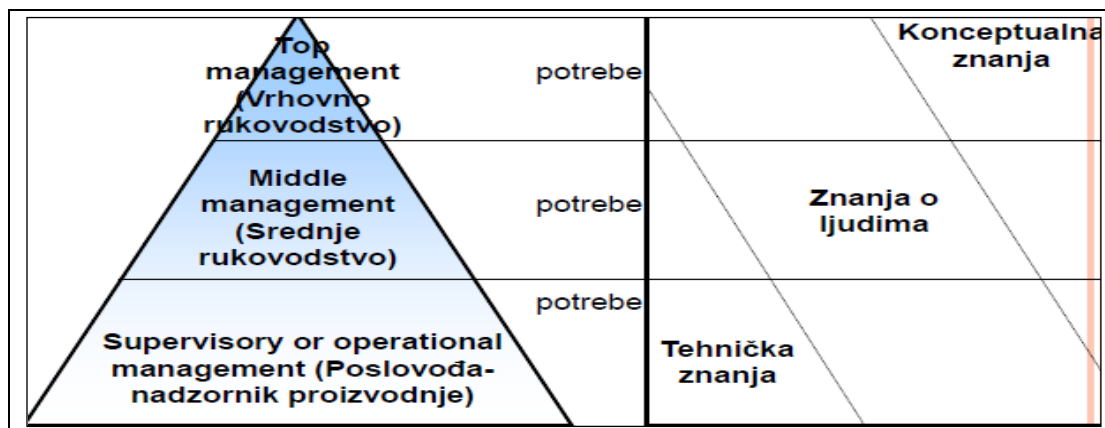 Top
management
(Vrhovno
rukovodstvo)
potrebe
Konceptualna
znanja
Middle
management
(Srednje
rukovodstvo)
potrebe
Znanja o
ljudima
potrebe
Supervisory or operational
management (Poslovođa-
nadzornik proizvodnje)
Tehnička
znanja